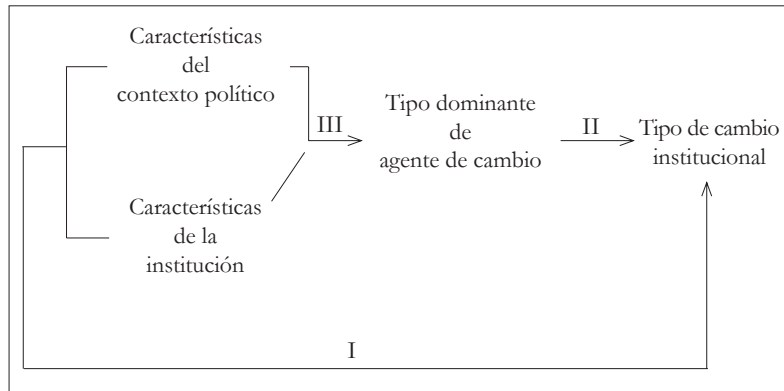 Características
del
contexto político
III
Tipo dominante
de
agente de cambio
II
Tipo de cambio
institucional
Características
de la
institución
I